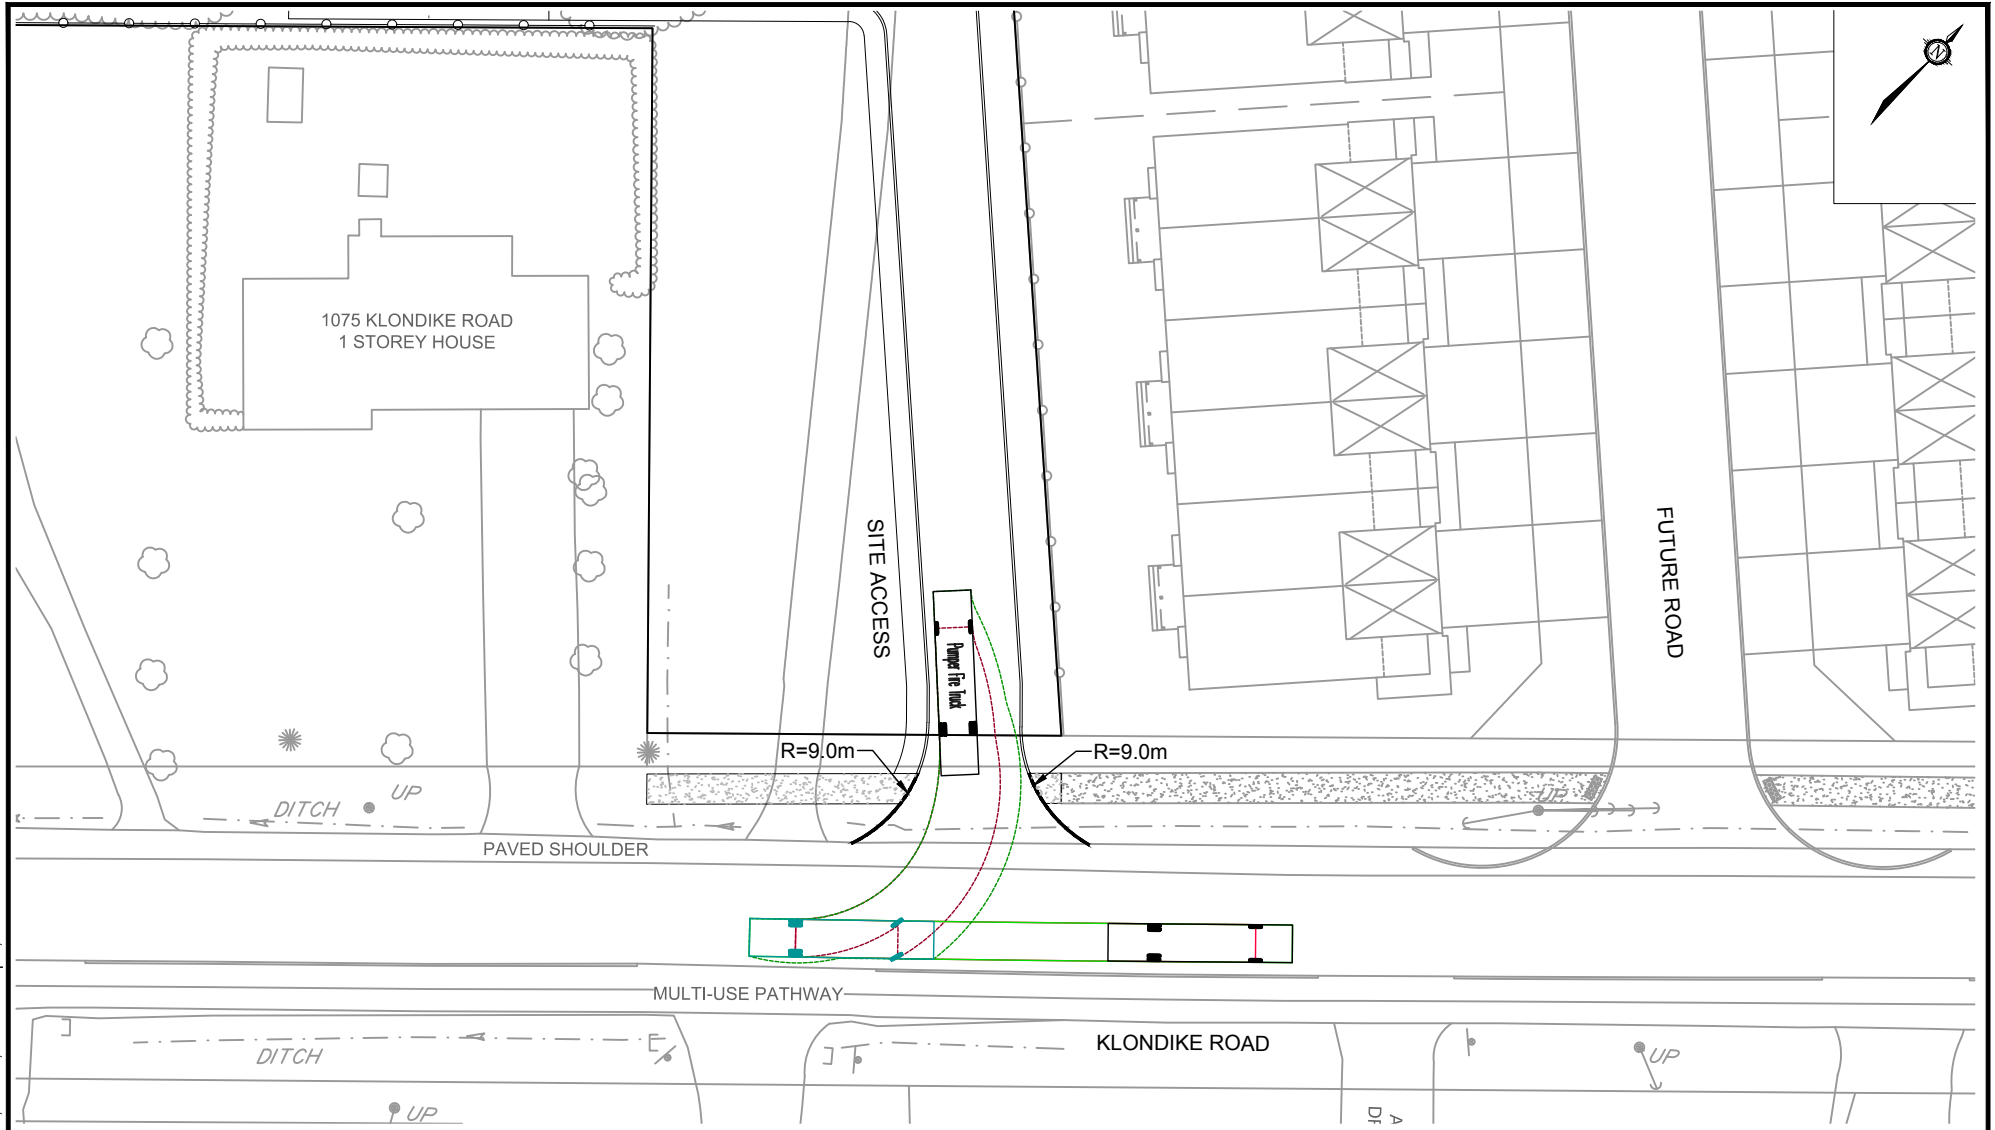 N
1075 KLONDIKE ROAD
1 STOREY HOUSE
SITE ACCESS
FUTURE ROAD
Pumper Fire Truck
R=9.0m
R=9.0m
UP
UP
DITCH
PAVED SHOULDER
MULTI-USE PATHWAY
KLONDIKE ROAD
DITCH
UP
UP